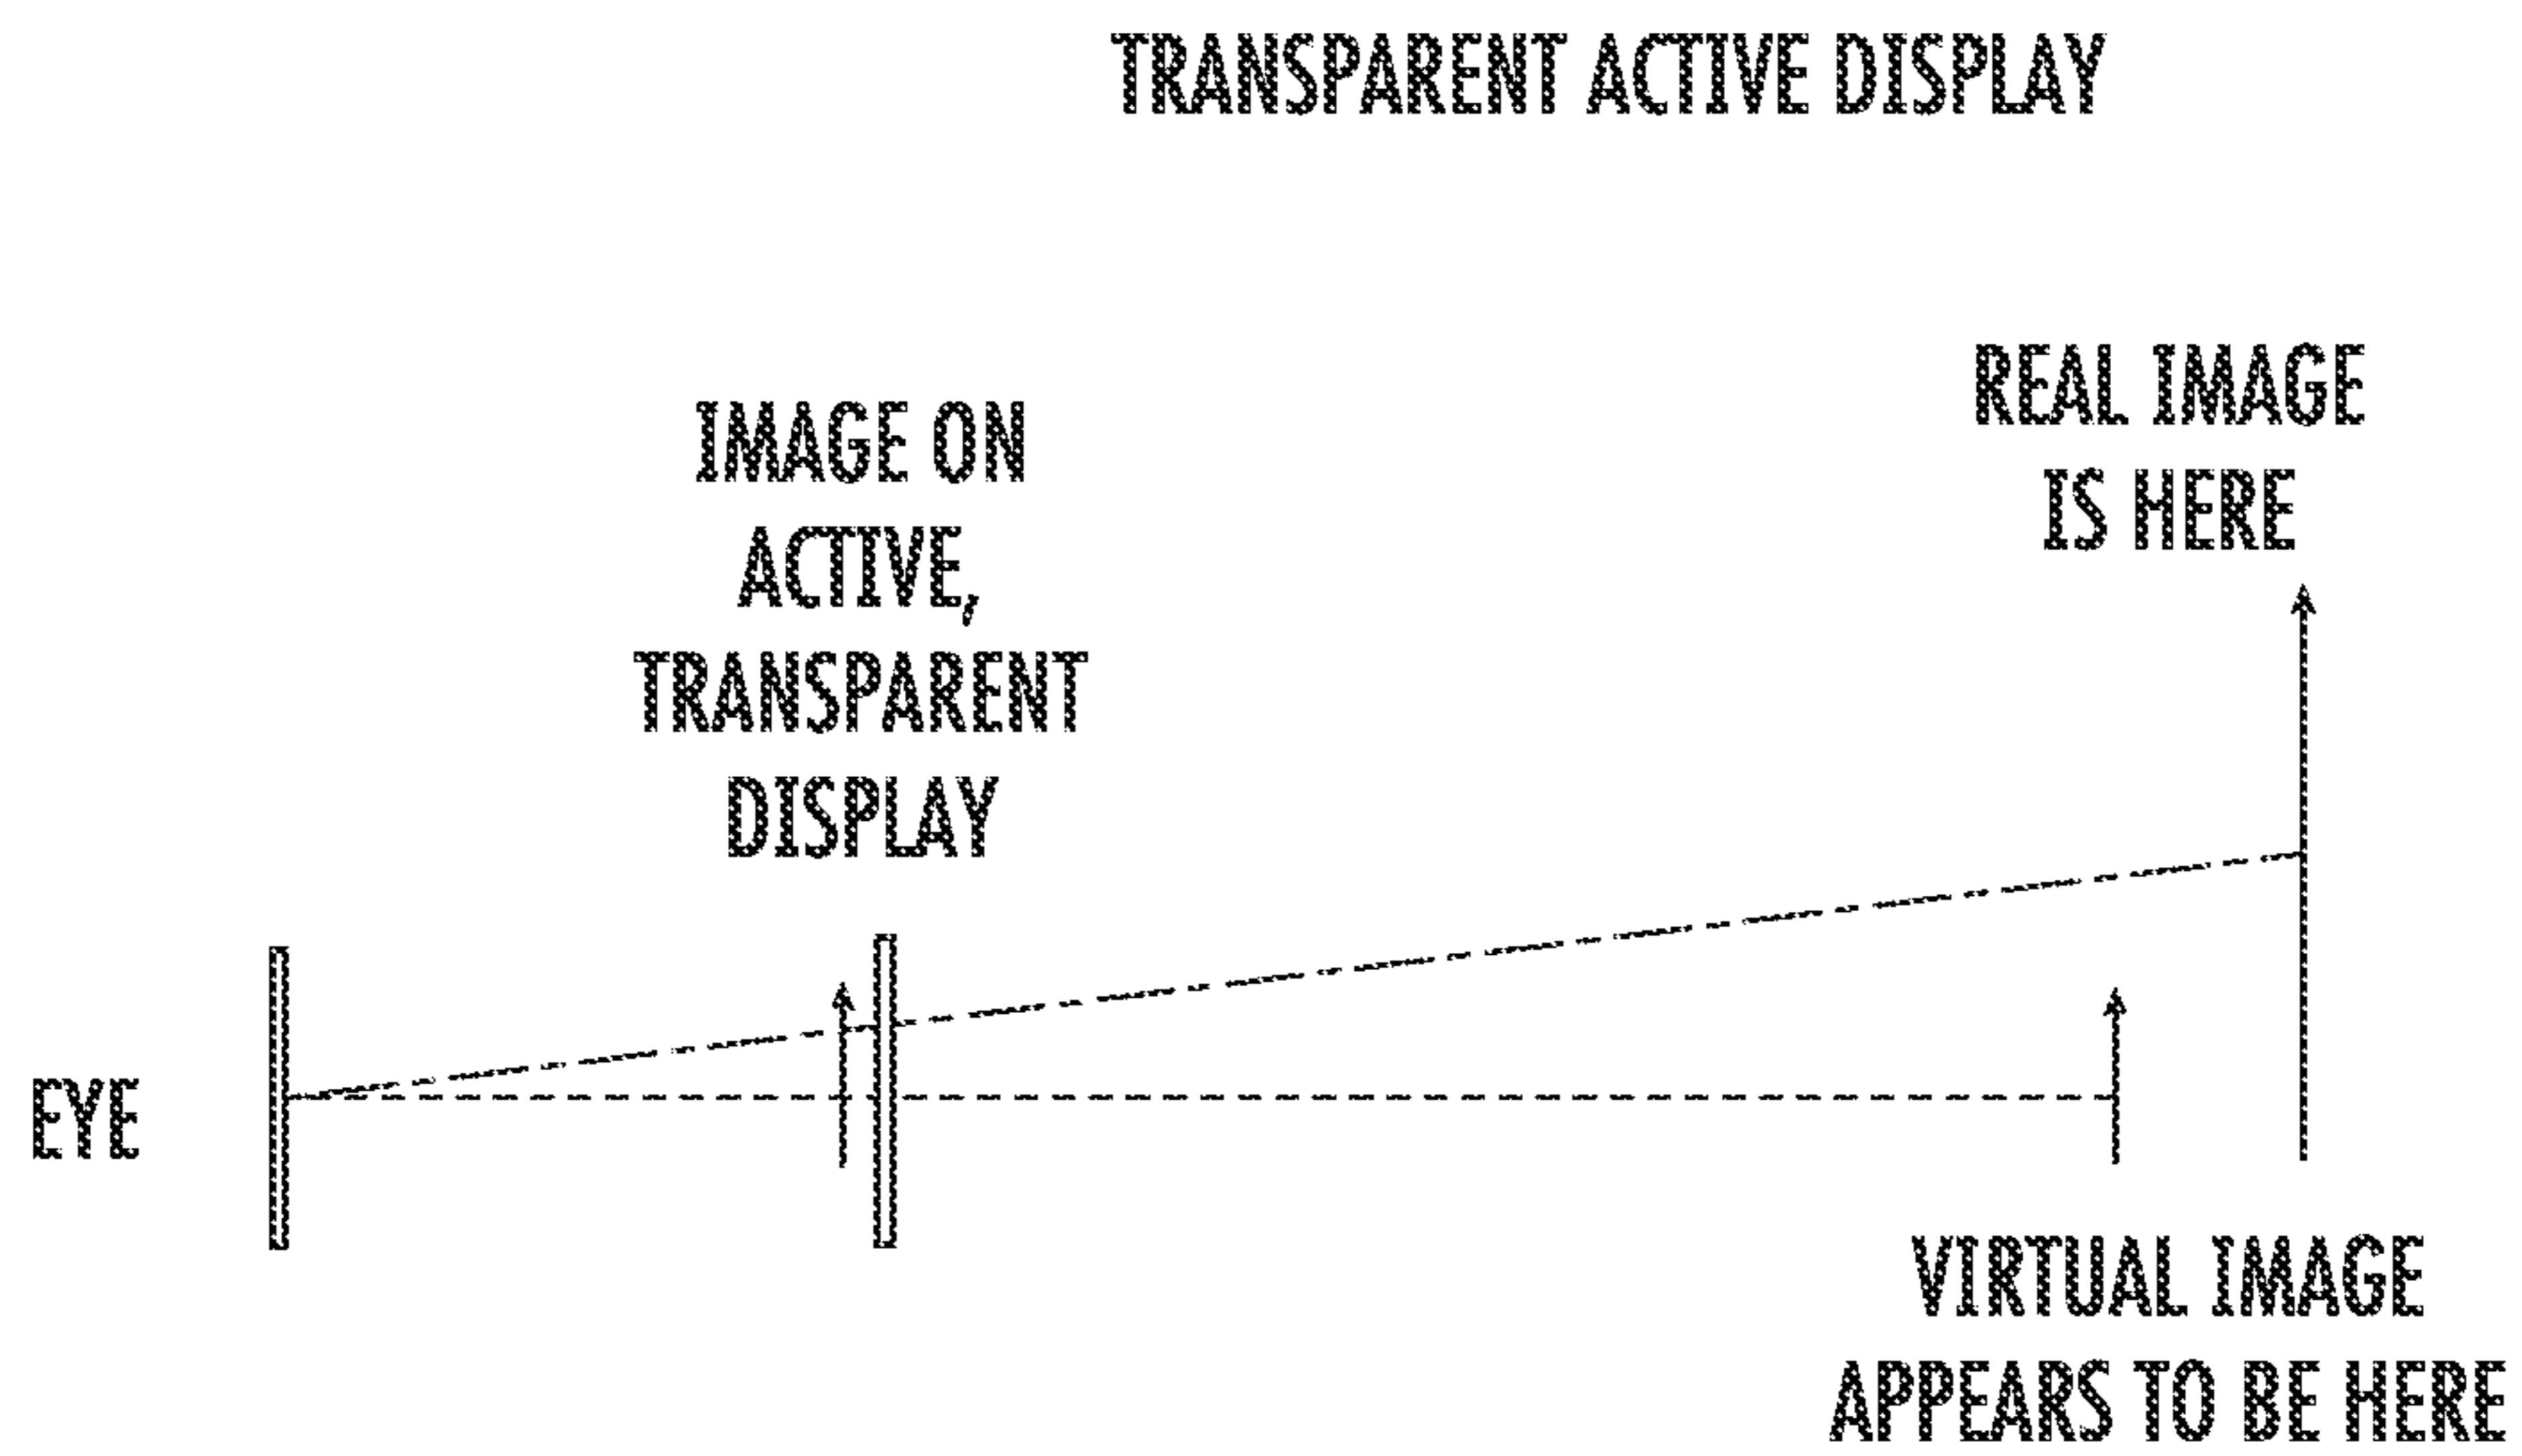 TRANSPARENT ACTIVE DISPLAY
IMAGE ON
ACTIVE,
TRANSPARENT
DISPLAY
REAL IMAGE
IS HERE
EYE
VIRTUAL IMAGE
APPEARS TO BE HERE